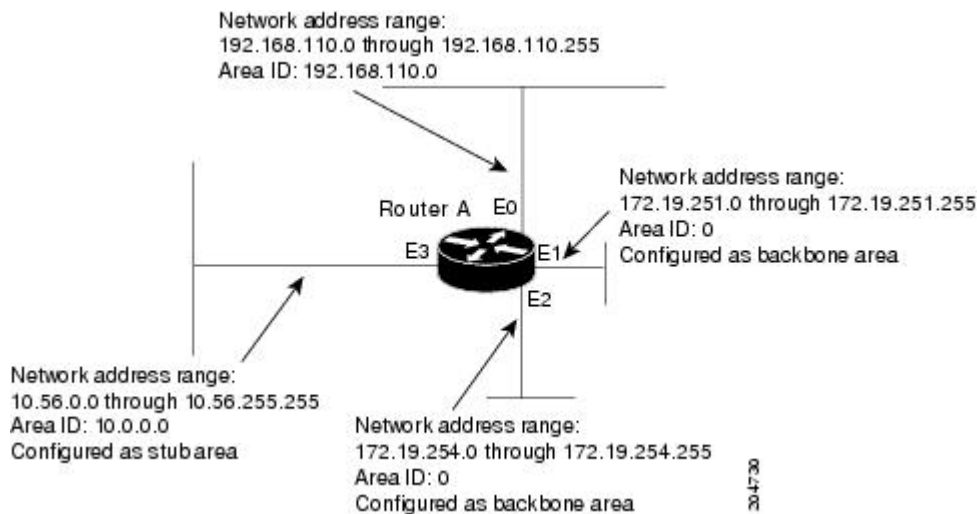 Network address range:
192.168.110.0 through 192.168.110.255
Area ID: 192.168.110.0
Network address range:
172.19.251.0 through 172.19.251.255
Area ID: 0
Configured as backbone area
Router A
E0
E3
E1
E2
Network address range:
10.56.0.0 through 10.56.255.255
Area ID: 10.0.0.0
Configured as stub area
Network address range:
172.19.254.0 through 172.19.254.255
Area ID: 0
Configured as backbone area